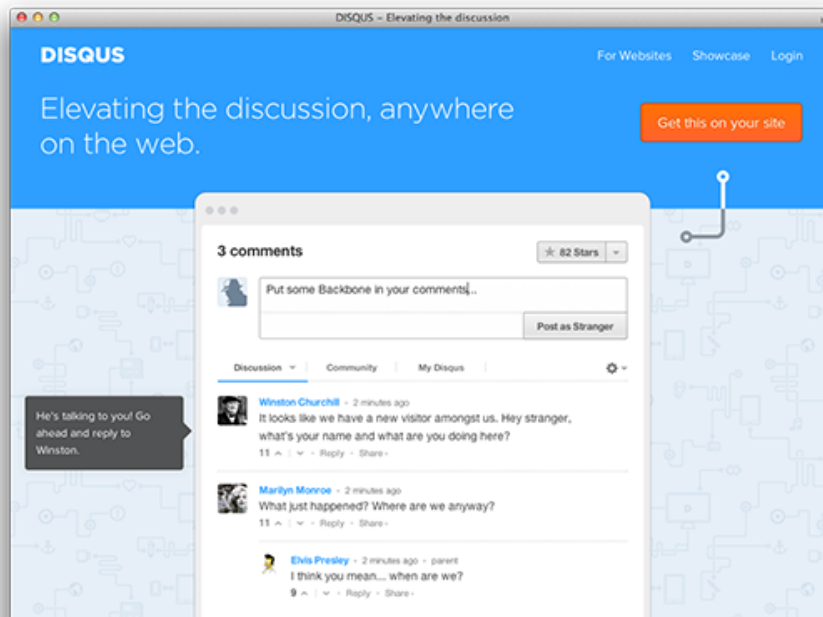 DISQUS – Elevating the discussion
DISQUS
For Websites
Showcase
Login
Elevating the discussion, anywhere
on the web.
Get this on your site
3 comments
82 Stars
Put some Backbone in your comments...
Post as Stranger
Discussion
Community
My Disqus
He's talking to you! Go
ahead and reply to
Winston.
Winston Churchill - 2 minutes ago
It looks like we have a new visitor amongst us. Hey stranger,
what's your name and what are you doing here?
11 Reply Share
Marilyn Monroe - 2 minutes ago
What just happened? Where are we anyway?
11 Reply Share
Elvis Presley - 2 minutes ago - parent
I think you mean... when are we?
9 Reply Share